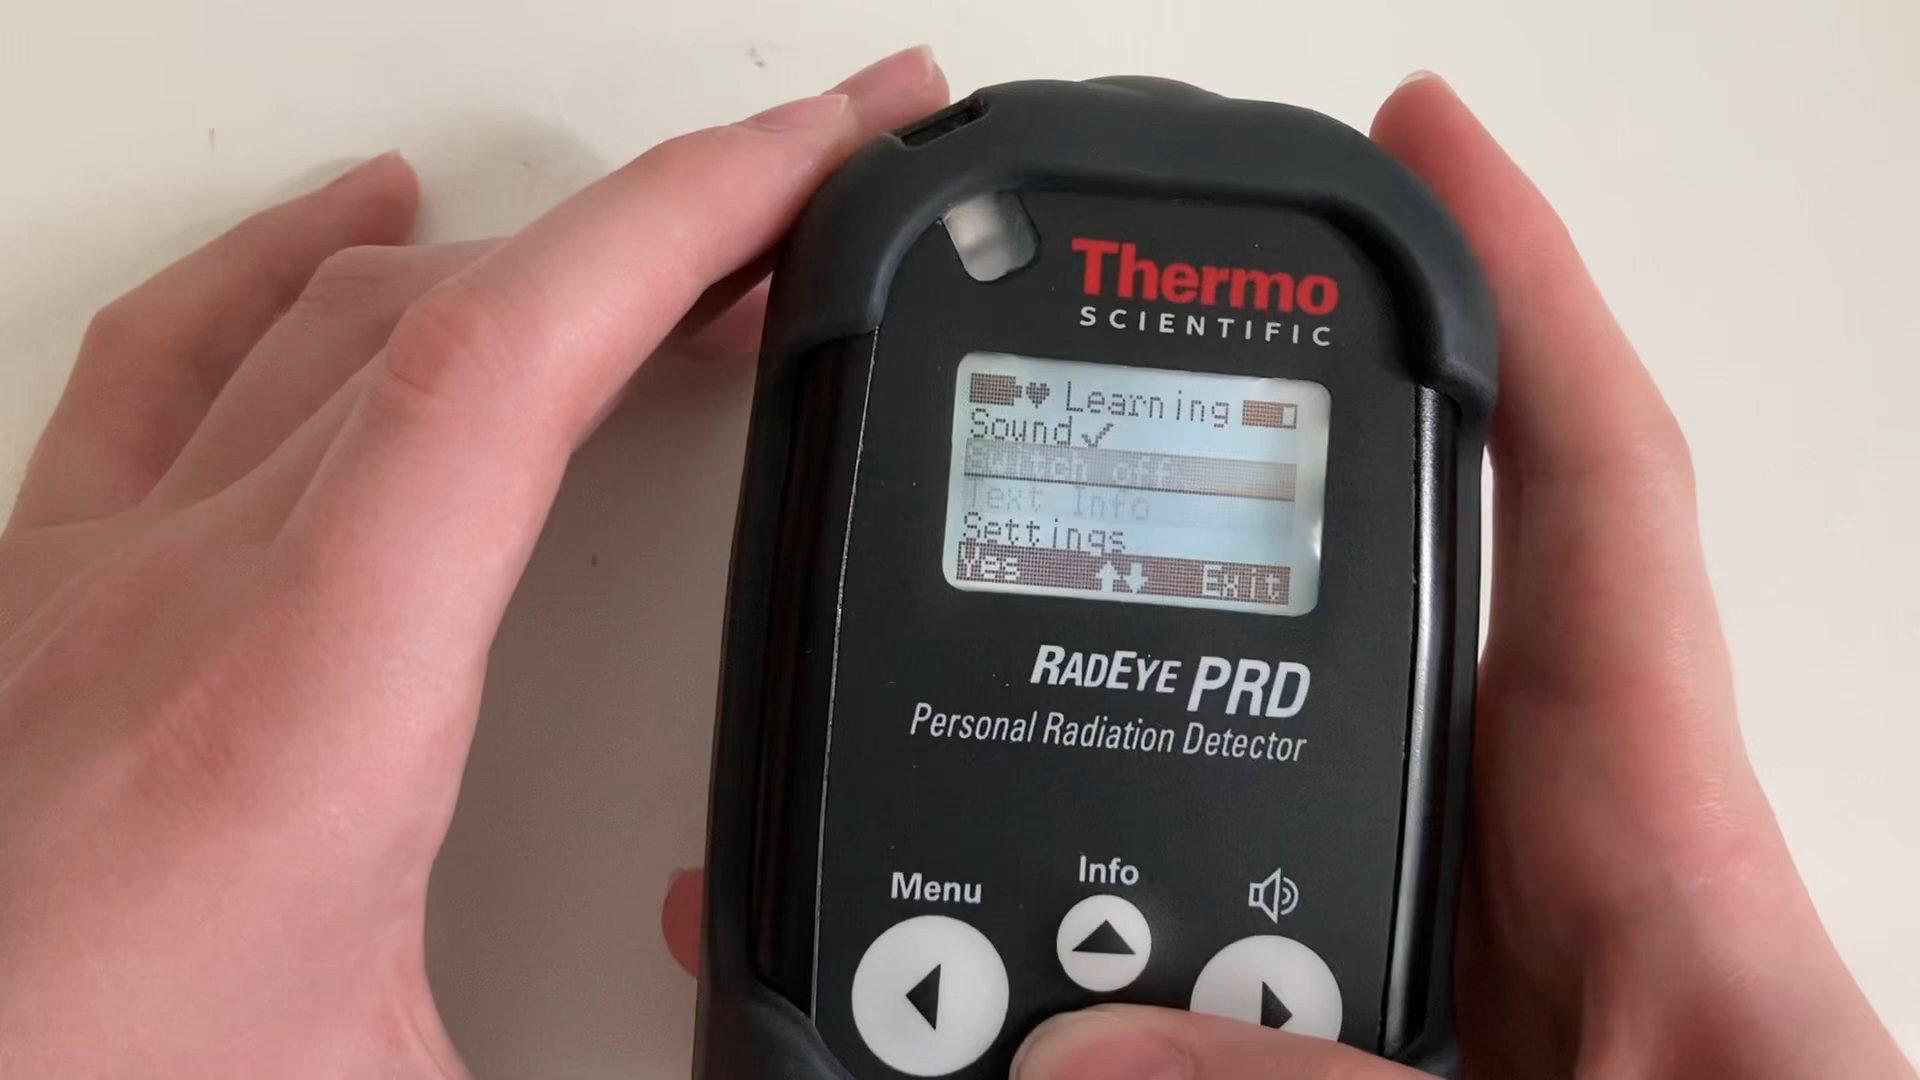 Thermo
SCIENTIFIC
Learning
Sound✓
Switch off
Text Info
Settings
Yes Exit
RADEYE PRD
Personal Radiation Detector
Info
Menu